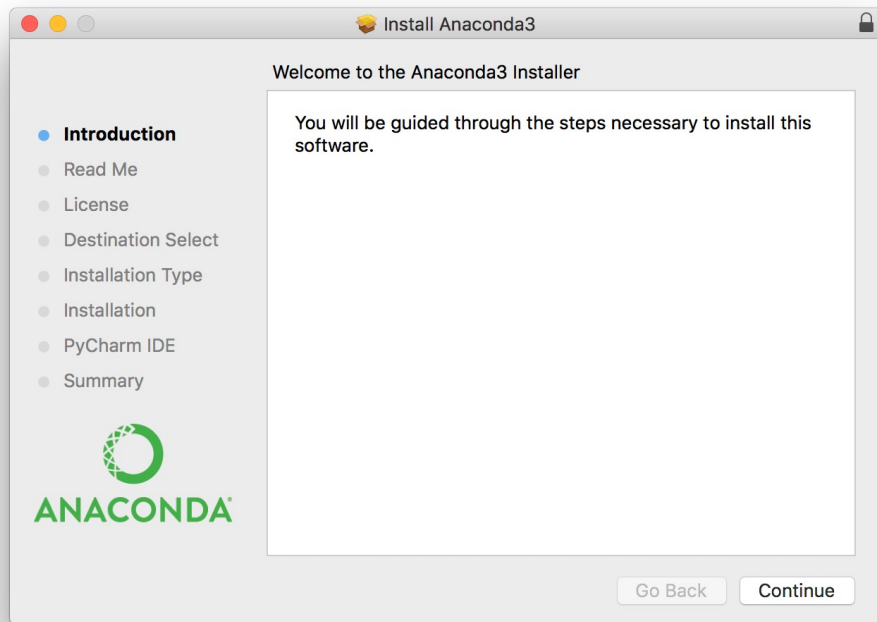 Install Anaconda3
Welcome to the Anaconda3 Installer
Introduction
Read Me
License
Destination Select
Installation Type
Installation
PyCharm IDE
Summary
ANACONDA
You will be guided through the steps necessary to install this
software.
Go Back
Continue